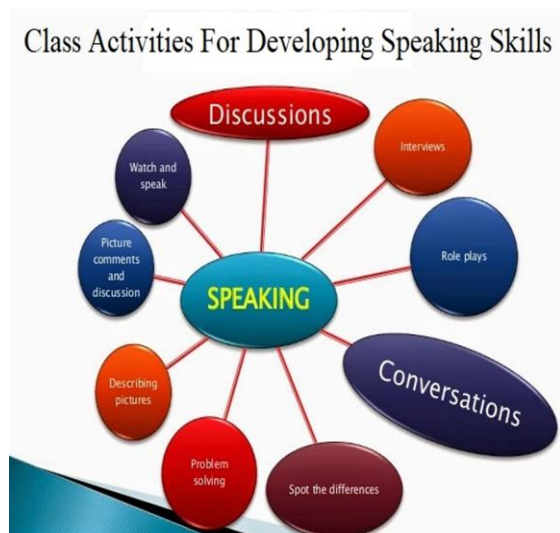 Class Activities For Developing Speaking Skills
Discussions
Interviews
Watch and
speak
Role plays
Picture
comments
and
discussion
SPEAKING
Conversations
Describing
pictures
Problem
solving
Spot the differences